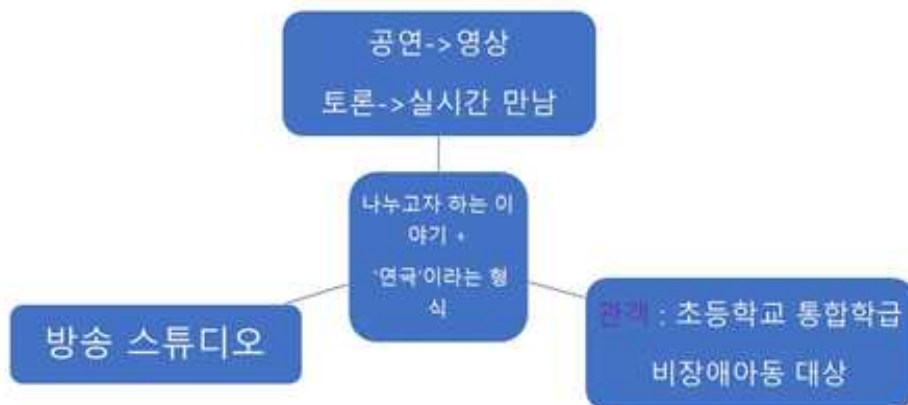 공연->영상
토론->실시간 만남
나누고자 하는 이
야기 +
'연극'이라는 형
식
방송 스튜디오
관객 : 초등학교 통합학급
비장애아동 대상